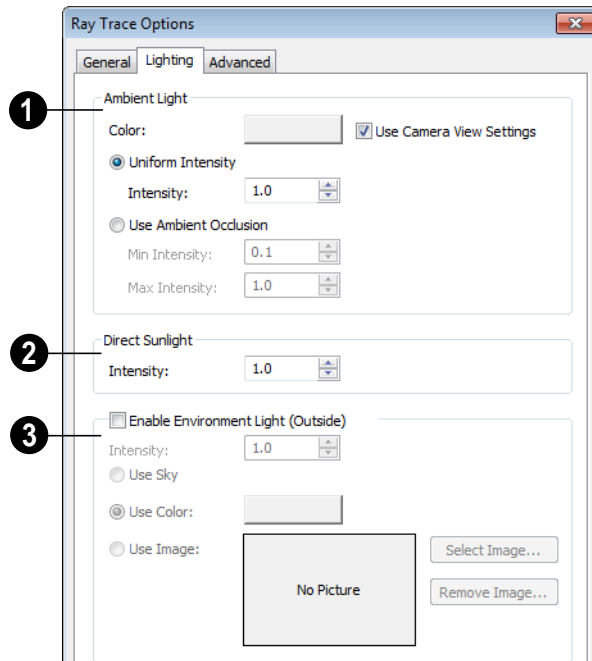 Ray Trace Options
General Lighting Advanced
1
Ambient Light
Color: Use Camera View Settings
Uniform Intensity
Intensity: 1.0
Use Ambient Occlusion
Min Intensity: 0.1
Max Intensity: 1.0
2
Direct Sunlight
Intensity: 1.0
3
Enable Environment Light (Outside)
Intensity: 1.0
Use Sky
Use Color:
Use Image: No Picture Select Image...
Remove Image...